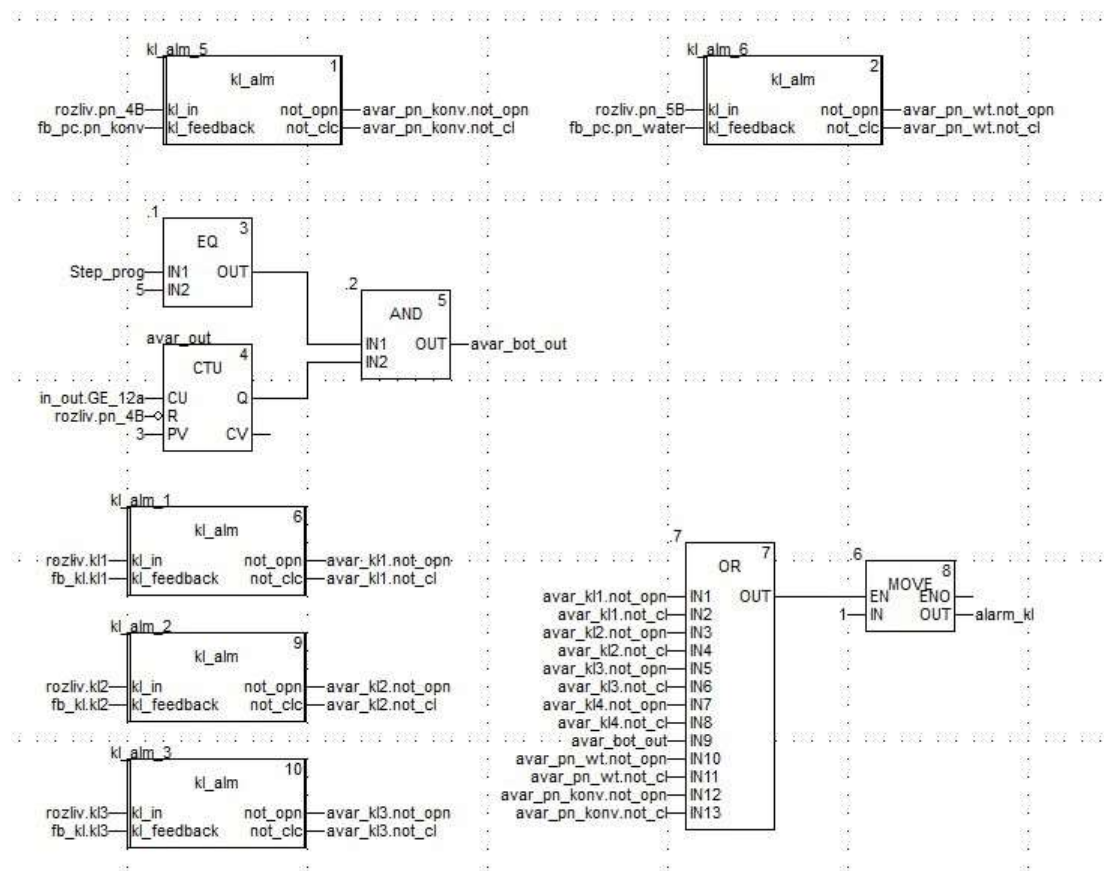 kl_alm_5
1
kl_alm
rozliv.pn_4B kl_in not_opn avar_pn_konv.not_opn
fb_pc.pn_konv kl_feedback not_clc avar_pn_konv.not_cl
kl_alm_6
2
kl_alm
rozliv.pn_5B kl_in not_opn avar_pn_wt.not_opn
fb_pc.pn_water kl_feedback not_clc avar_pn_wt.not_cl
.1
3
EQ
Step_prog IN1 OUT
5 IN2
.2
5
AND
IN1 OUT avar_bot_out
IN2
avar_out
4
CTU
in_out.GE_12a CU Q
rozliv.pn_4B R
3 PV CV
kl_alm_1
6
kl_alm
rozliv.kl1 kl_in not_opn avar_kl1.not_opn
fb_kl.kl1 kl_feedback not_clc avar_kl1.not_cl
kl_alm_2
9
kl_alm
rozliv.kl2 kl_in not_opn avar_kl2.not_opn
fb_kl.kl2 kl_feedback not_clc avar_kl2.not_cl
kl_alm_3
10
kl_alm
rozliv.kl3 kl_in not_opn avar_kl3.not_opn
fb_kl.kl3 kl_feedback not_clc avar_kl3.not_cl
.7
7
OR
avar_kl1.not_opn IN1 OUT
avar_kl1.not_cl IN2
avar_kl2.not_opn IN3
avar_kl2.not_cl IN4
avar_kl3.not_opn IN5
avar_kl3.not_cl IN6
avar_kl4.not_opn IN7
avar_kl4.not_cl IN8
avar_bot_out IN9
avar_pn_wt.not_opn IN10
avar_pn_wt.not_cl IN11
avar_pn_konv.not_opn IN12
avar_pn_konv.not_cl IN13
.6
8
MOVE
EN ENO
1 IN OUT alarm_kl